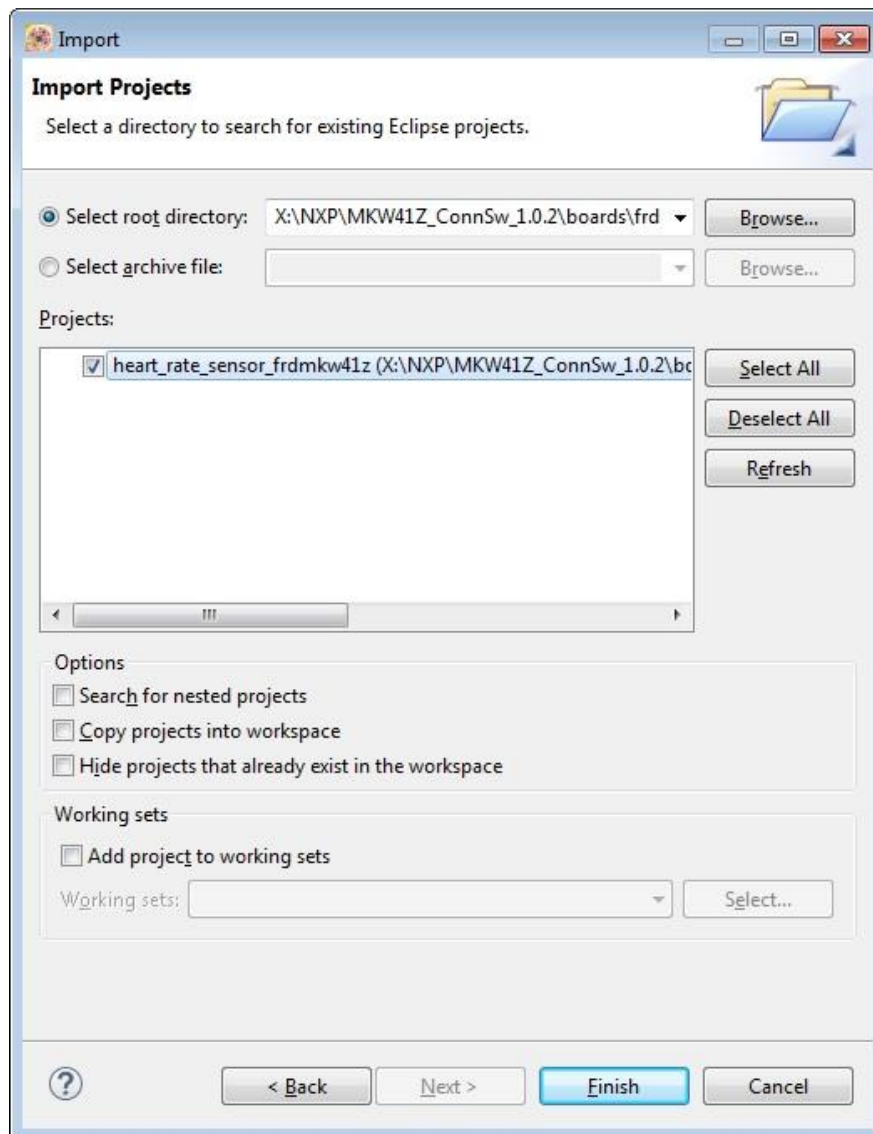 Import
Import Projects
Select a directory to search for existing Eclipse projects.
Select root directory: X:\NXP\MKW41Z_ConnSw_1.0.2\boards\frd Browse...
Select archive file: Browse...
Projects:
heart_rate_sensor_frdmkw41z (X:\NXP\MKW41Z_ConnSw_1.0.2\bo Select All
Deselect All
Refresh
Options
Search for nested projects
Copy projects into workspace
Hide projects that already exist in the workspace
Working sets
Add project to working sets
Working sets: Select...
? < Back Next > Finish Cancel